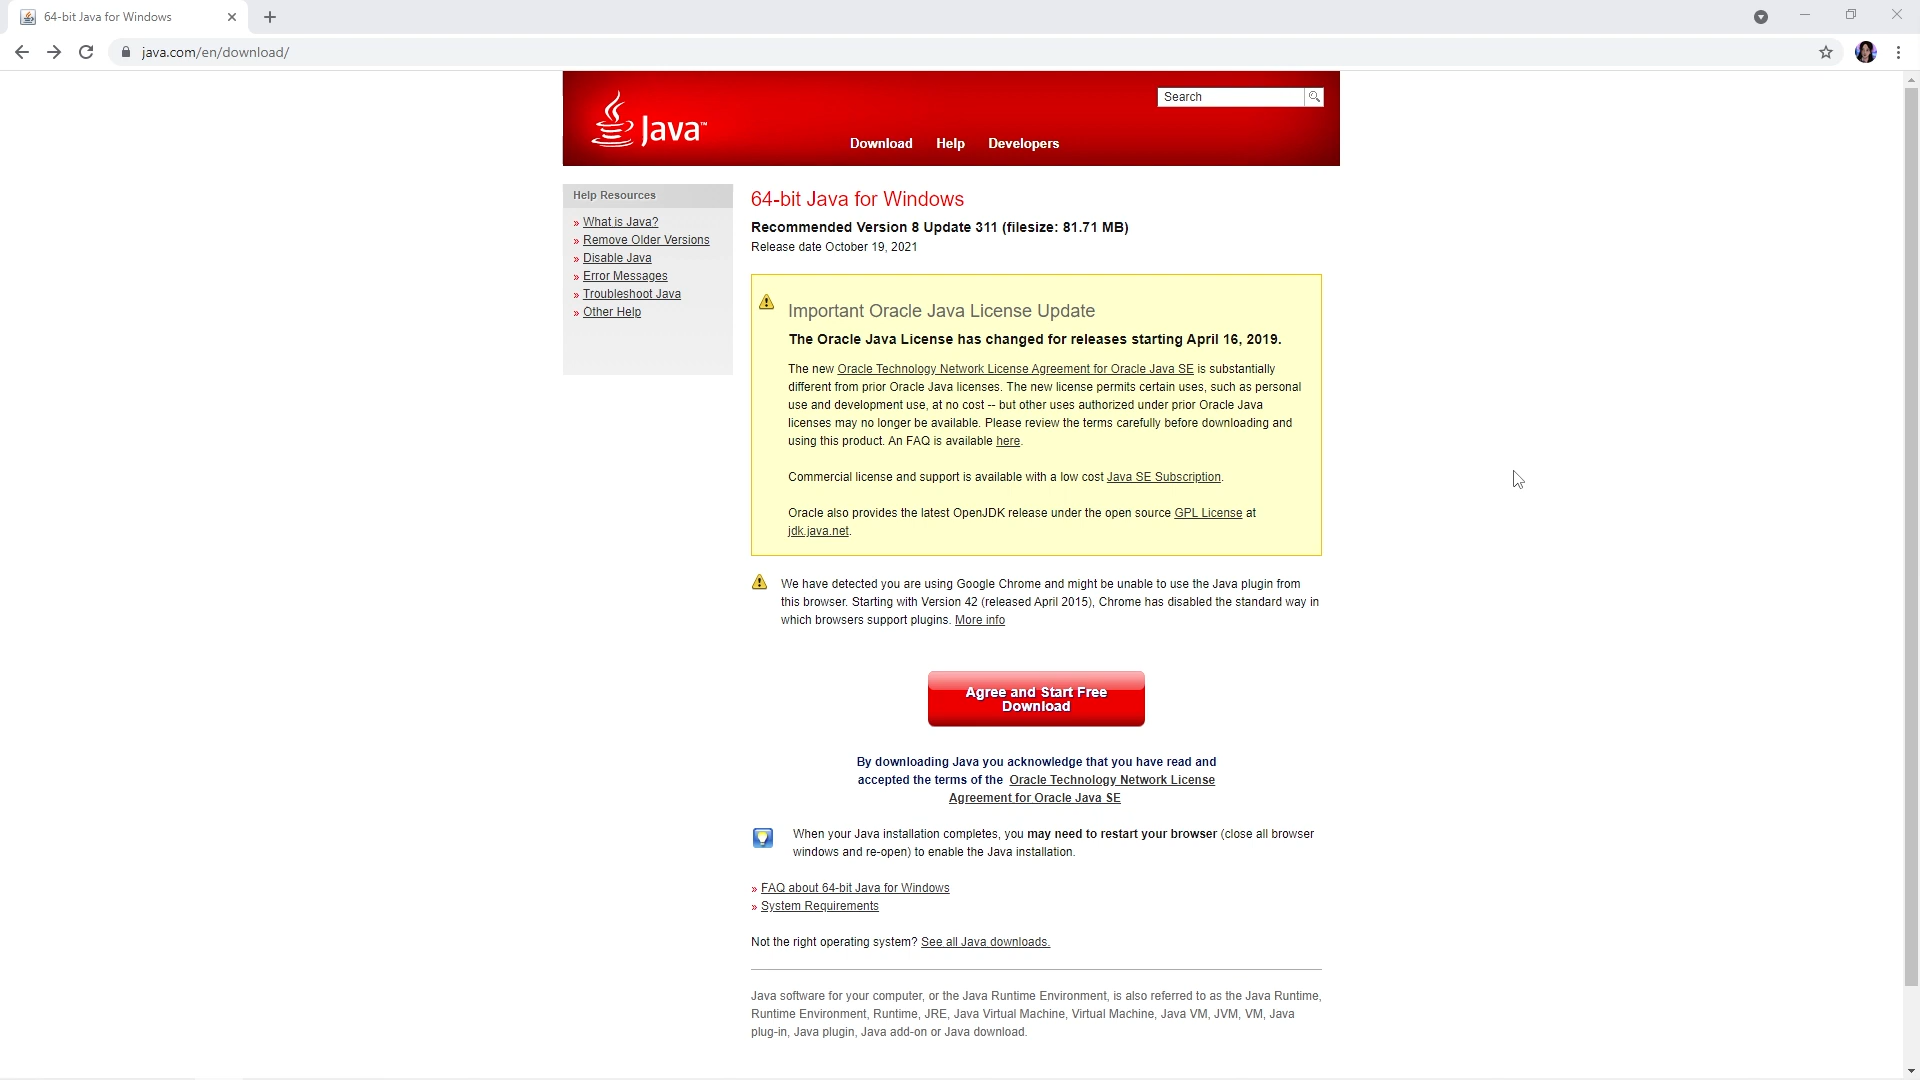 64-bit Java for Windows
java.com/en/download/
Java™
Search
Download Help Developers
Help Resources
» What is Java?
» Remove Older Versions
» Disable Java
» Error Messages
» Troubleshoot Java
» Other Help
64-bit Java for Windows
Recommended Version 8 Update 311 (filesize: 81.71 MB)
Release date October 19, 2021
Important Oracle Java License Update
The Oracle Java License has changed for releases starting April 16, 2019.
The new Oracle Technology Network License Agreement for Oracle Java SE is substantially
different from prior Oracle Java licenses. The new license permits certain uses, such as personal
use and development use, at no cost -- but other uses authorized under prior Oracle Java
licenses may no longer be available. Please review the terms carefully before downloading and
using this product. An FAQ is available here.
Commercial license and support is available with a low cost Java SE Subscription.
Oracle also provides the latest OpenJDK release under the open source GPL License at
jdk.java.net.
We have detected you are using Google Chrome and might be unable to use the Java plugin from
this browser. Starting with Version 42 (released April 2015), Chrome has disabled the standard way in
which browsers support plugins. More info
Agree and Start Free
Download
By downloading Java you acknowledge that you have read and
accepted the terms of the Oracle Technology Network License
Agreement for Oracle Java SE
When your Java installation completes, you may need to restart your browser (close all browser
windows and re-open) to enable the Java installation.
» FAQ about 64-bit Java for Windows
» System Requirements
Not the right operating system? See all Java downloads.
Java software for your computer, or the Java Runtime Environment, is also referred to as the Java Runtime,
Runtime Environment, Runtime, JRE, Java Virtual Machine, Virtual Machine, Java VM, JVM, VM, Java
plug-in, Java plugin, Java add-on or Java download.